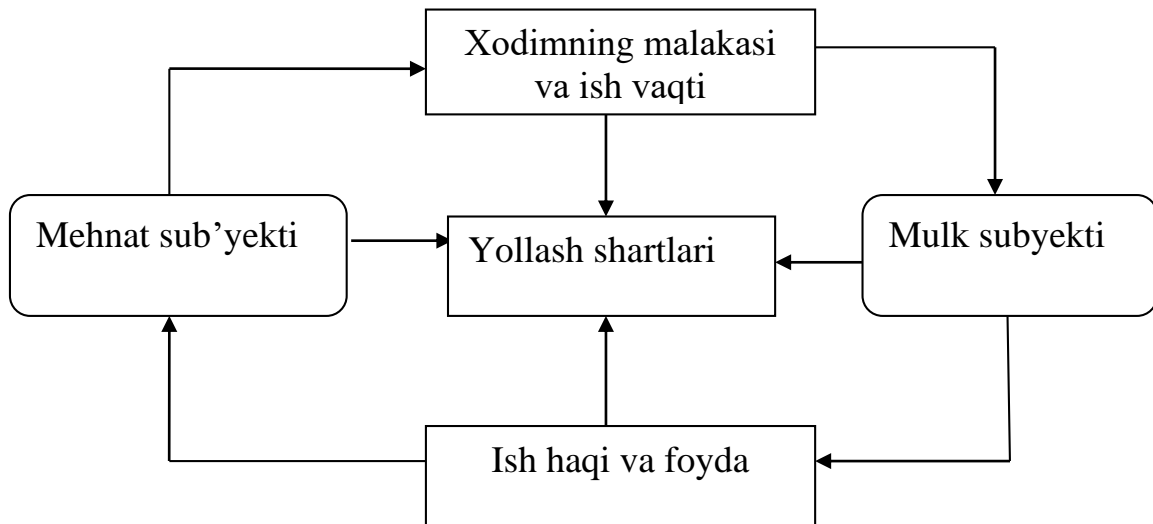 Xodimning malakasi
va ish vaqti
Mehnat sub’yekti
Yollash shartlari
Mulk subyekti
Ish haqi va foyda